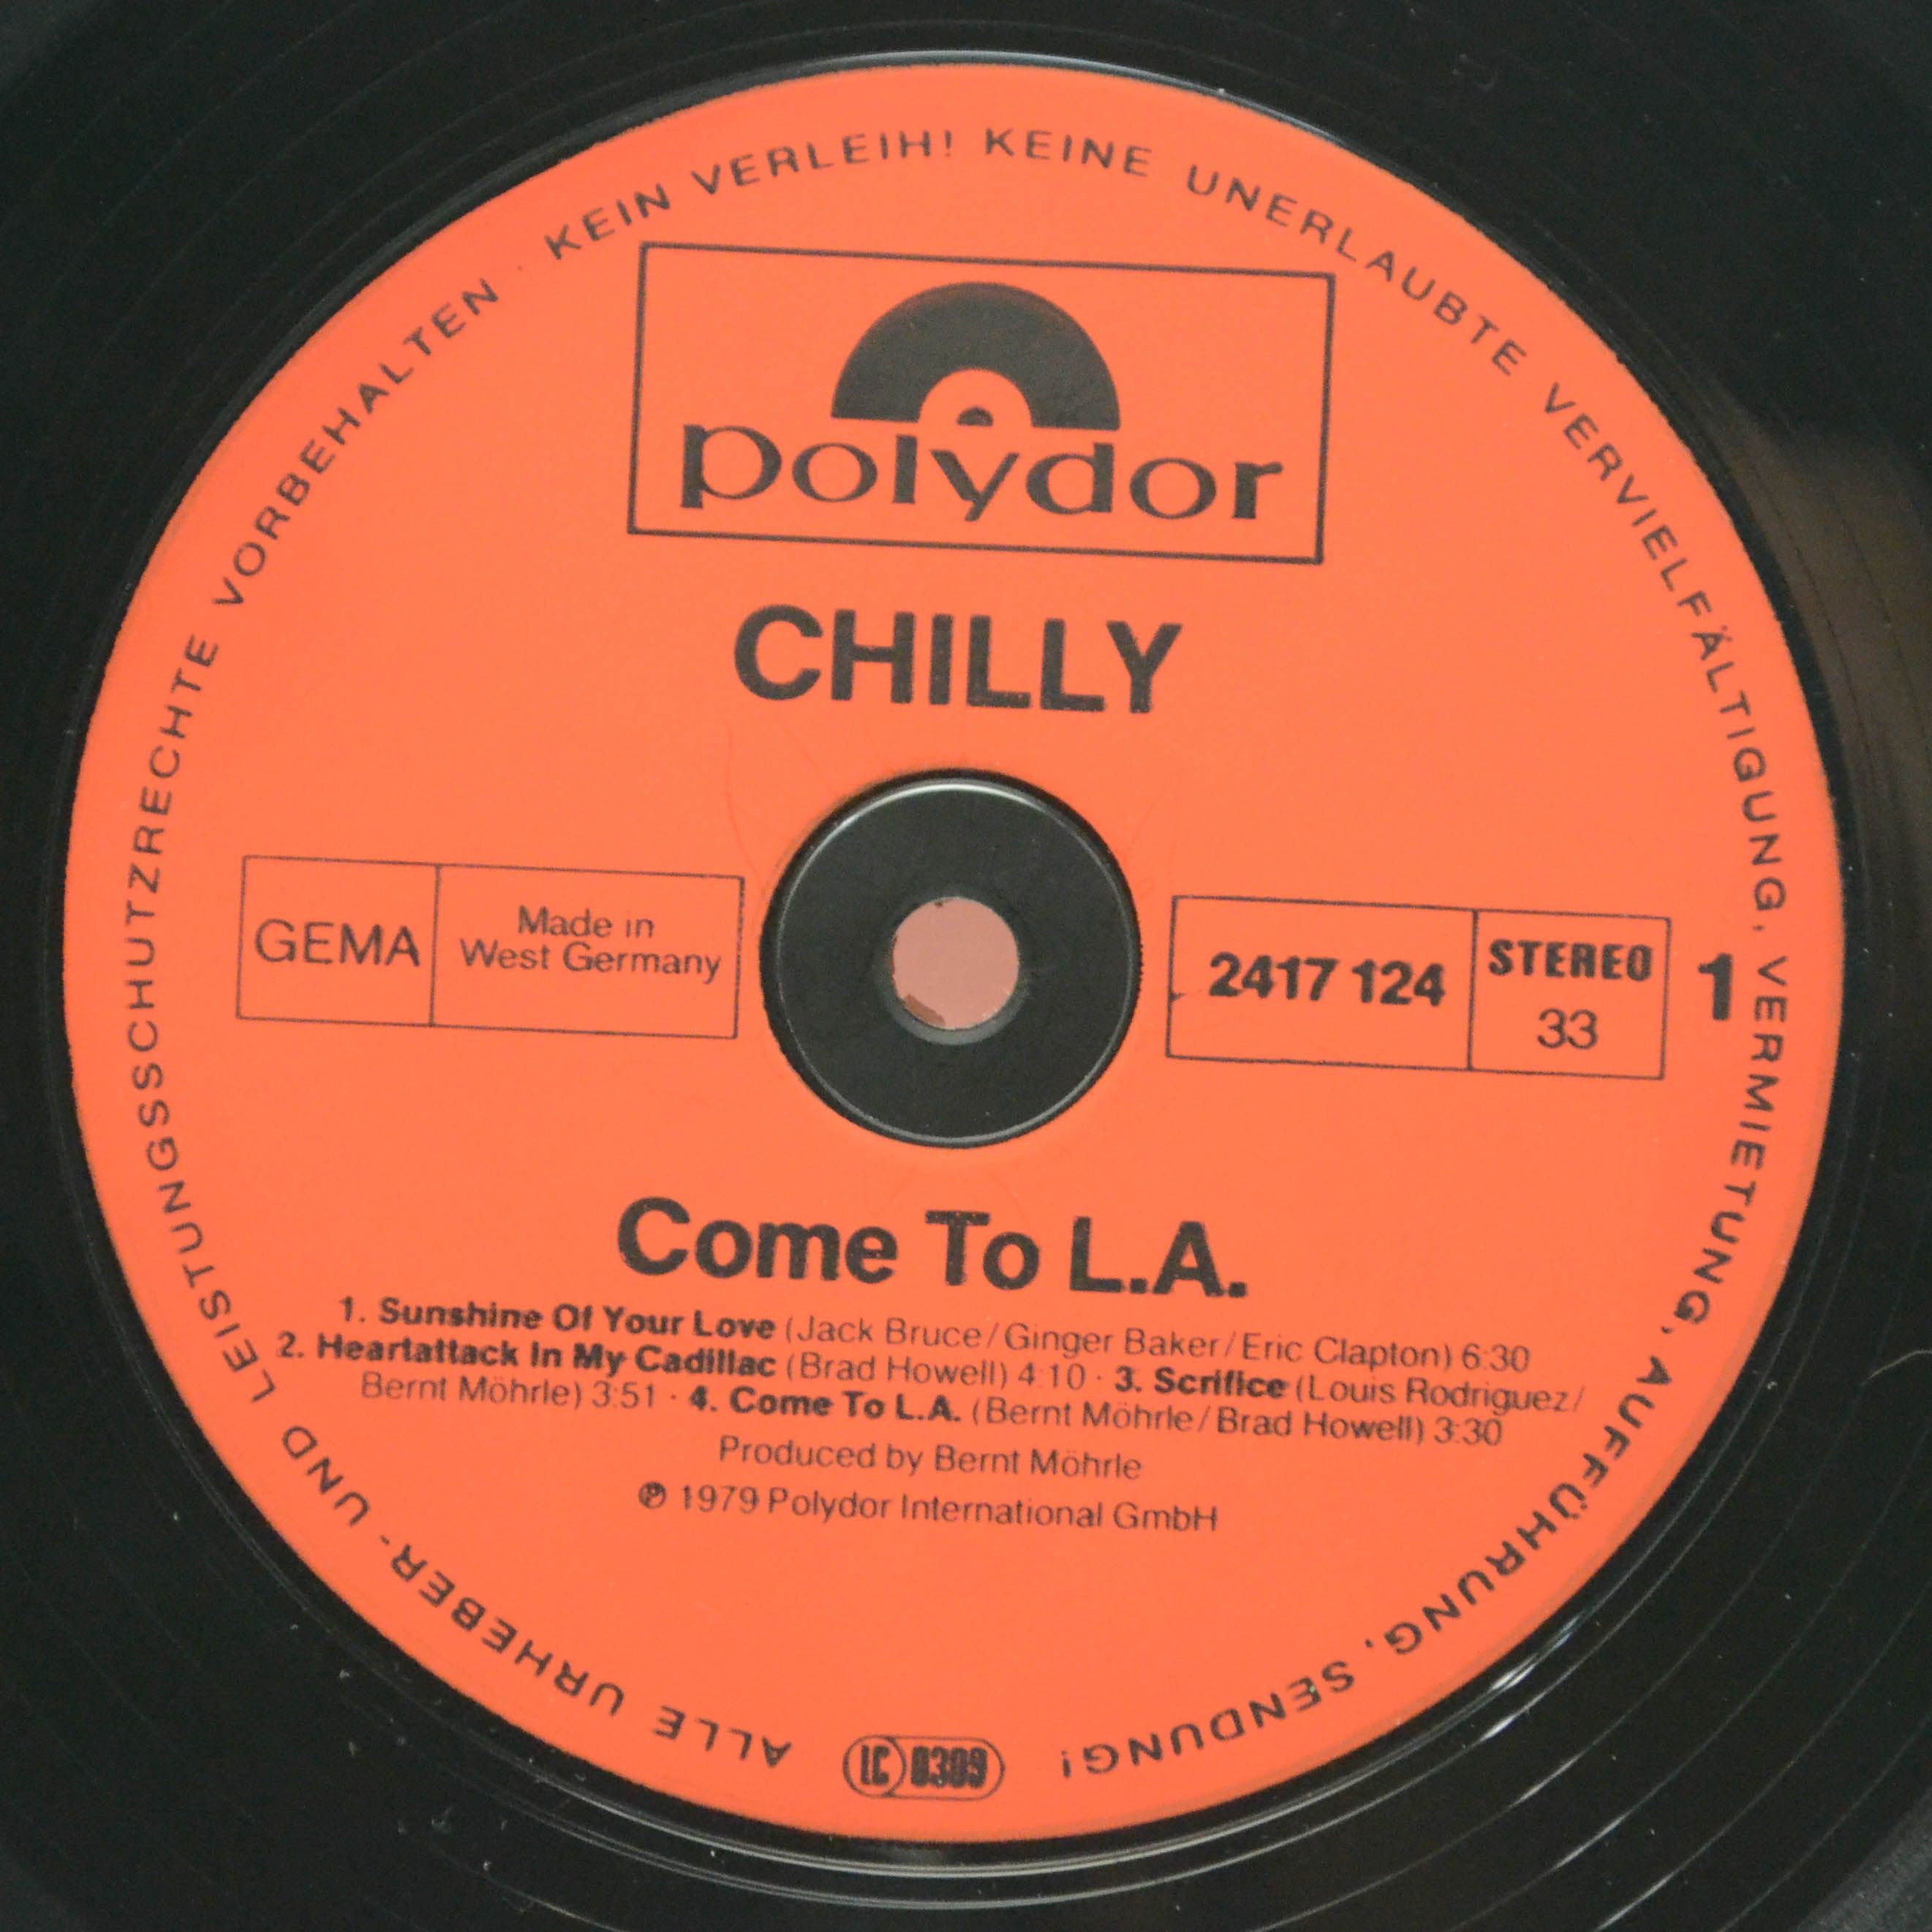 ALLE URHEBER- UND LEISTUNGSSCHUTZRECHTE VORBEHALTEN · KEIN VERLEIH! KEINE UNERLAUBTE VERVIELFÄLTIGUNG, VERMIETUNG, AUFFÜHRUNG, SENDUNG!
polydor
CHILLY
GEMA
Made in
West Germany
2417 124
STEREO
33
1
Come To L.A.
1. Sunshine Of Your Love (Jack Bruce/Ginger Baker/Eric Clapton) 6:30
2. Heartattack In My Cadillac (Brad Howell) 4:10 · 3. Scrifice (Louis Rodriguez/
Bernt Möhrle) 3:51 · 4. Come To L.A. (Bernt Möhrle/Brad Howell) 3:30
Produced by Bernt Möhrle
℗ 1979 Polydor International GmbH
LC 0309